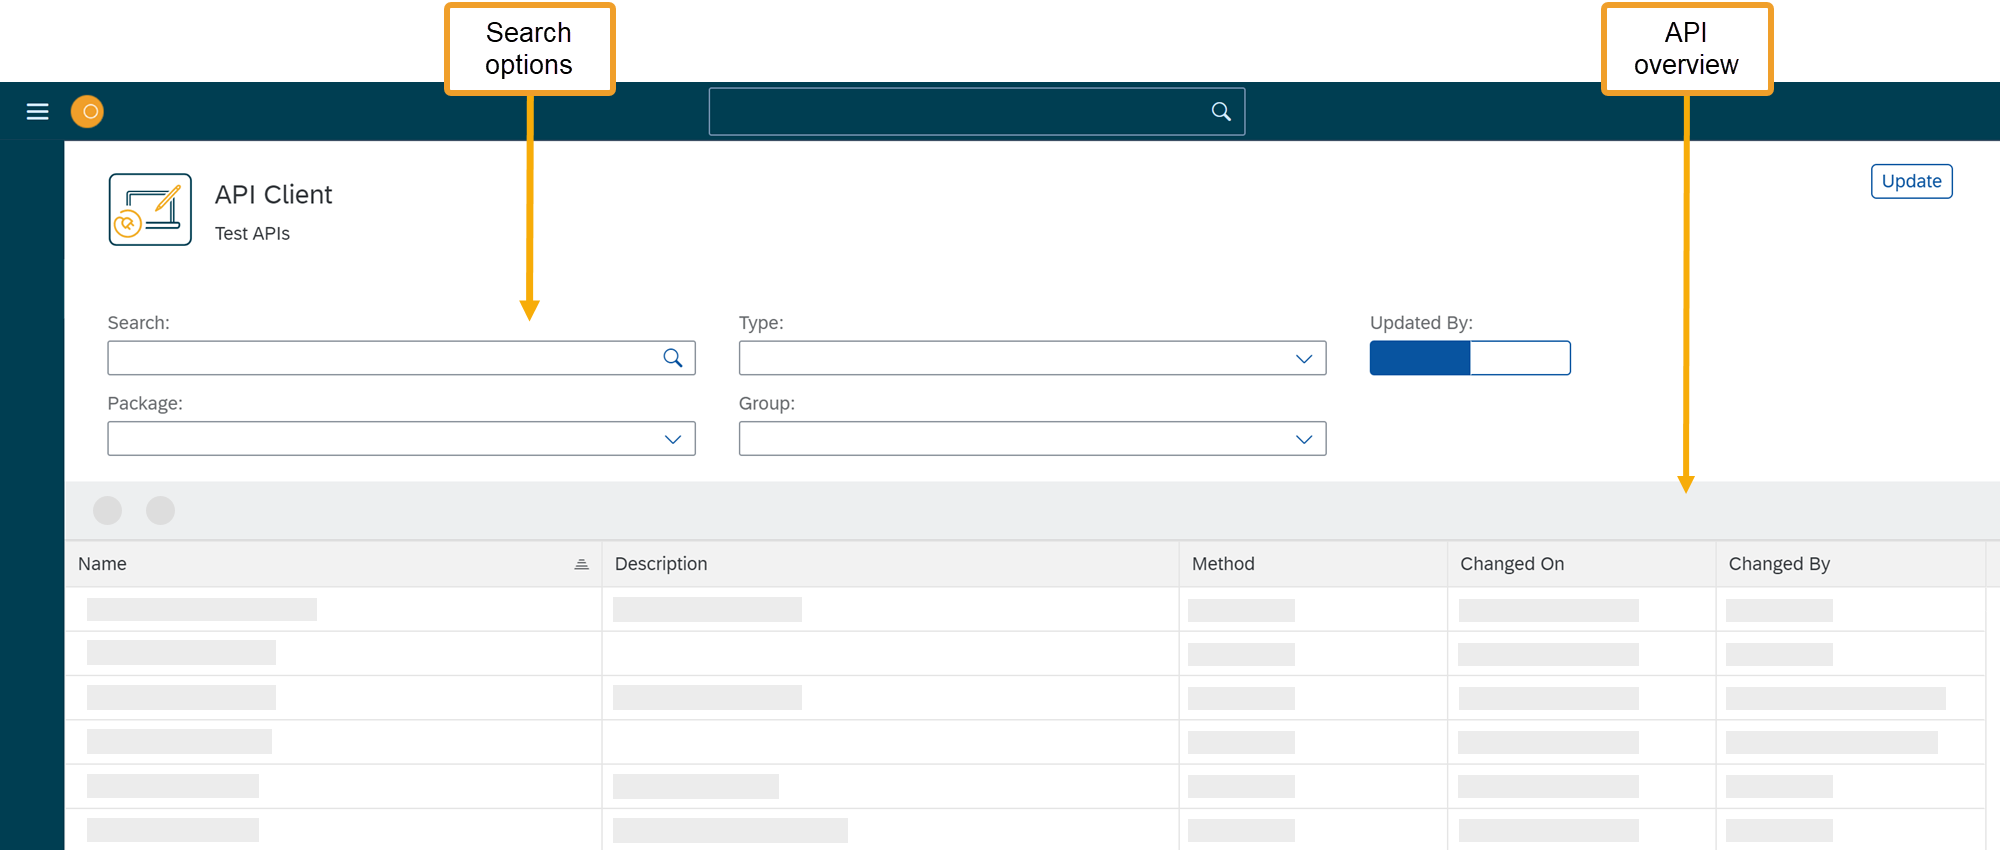 Search
options
API
overview
API Client
Test APIs
Update
Search:
Type:
Updated By:
Package:
Group:
Name
Description
Method
Changed On
Changed By